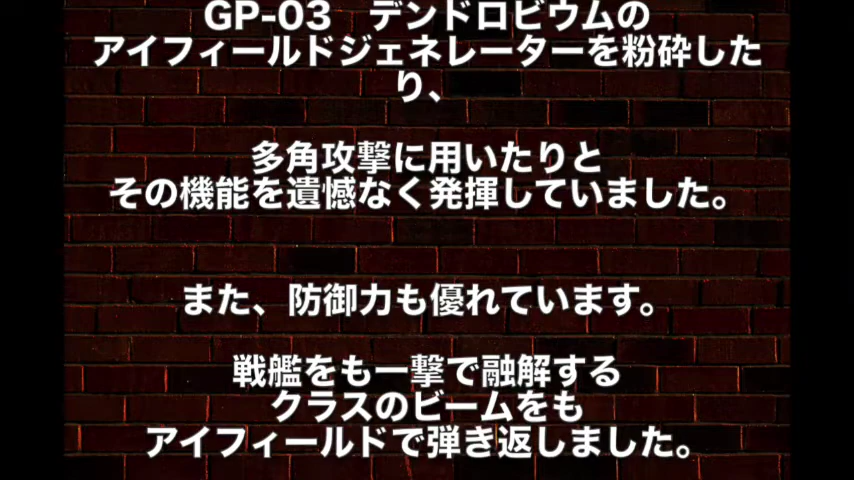 GP-03　デンドロビウムの
アイフィールドジェネレーターを粉砕した
り、
多角攻撃に用いたりと
その機能を遺憾なく発揮していました。
また、防御力も優れています。
戦艦をも一撃で融解する
クラスのビームをも
アイフィールドで弾き返しました。